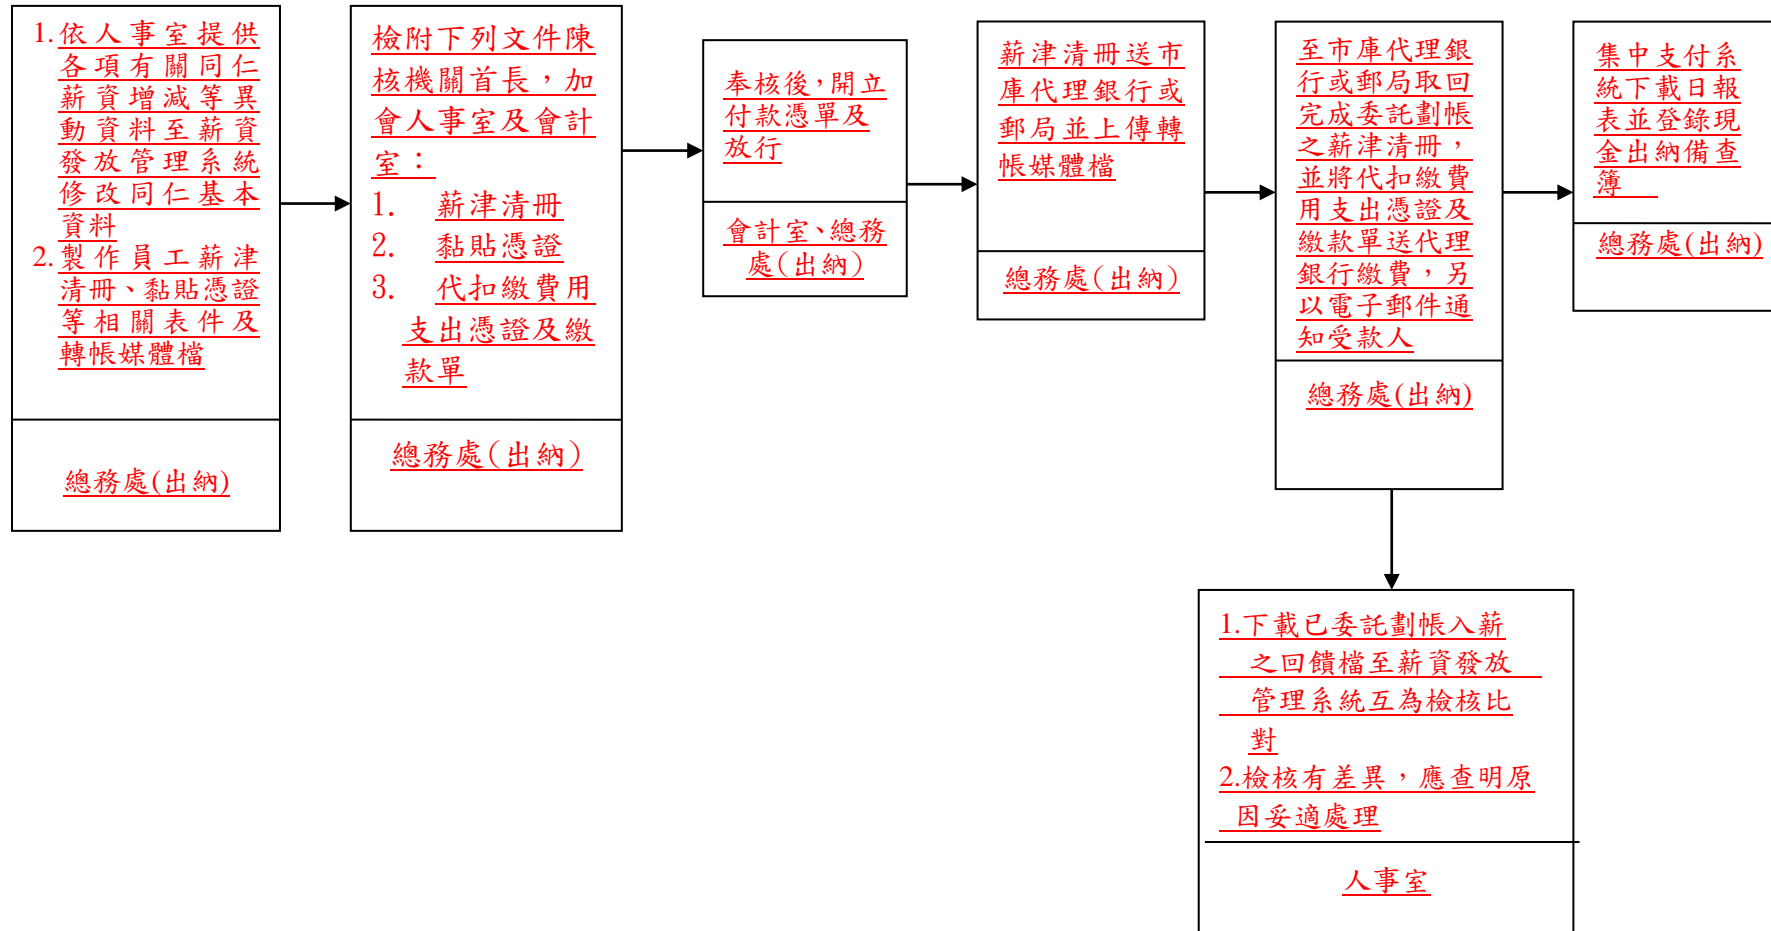 1.依人事室提供
各項有關同仁
薪資增減等異
動資料至薪資
發放管理系統
修改同仁基本
資料
2.製作員工薪津
清冊、黏貼憑證
等相關表件及
轉帳媒體檔
總務處(出納)
檢附下列文件陳
核機關首長，加
會人事室及會計
室：
1. 薪津清冊
2. 黏貼憑證
3. 代扣繳費用
支出憑證及繳
款單
總務處(出納)
奉核後，開立
付款憑單及
放行
會計室、總務
處(出納)
薪津清冊送市
庫代理銀行或
郵局並上傳轉
帳媒體檔
總務處(出納)
至市庫代理銀
行或郵局取回
完成委託劃帳
之薪津清冊，
並將代扣繳費
用支出憑證及
繳款單送代理
銀行繳費，另
以電子郵件通
知受款人
總務處(出納)
集中支付系
統下載日報
表並登錄現
金出納備查
簿
總務處(出納)
1.下載已委託劃帳入薪
之回饋檔至薪資發放
管理系統互為檢核比
對
2.檢核有差異，應查明原
因妥適處理
人事室